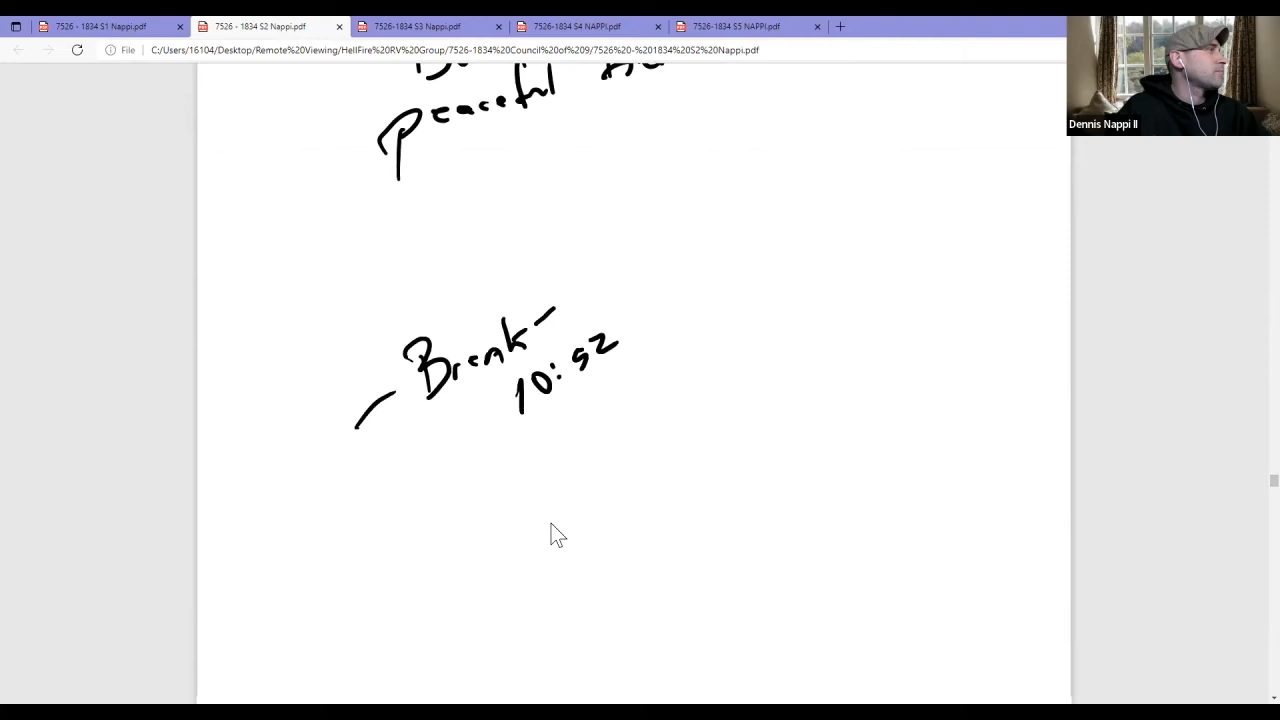 7526 - 1834 S1 Nappi.pdf
7526 - 1834 S2 Nappi.pdf
7526-1834 S3 Nappi.pdf
7526-1834 S4 NAPPI.pdf
7526-1834 S5 NAPPI.pdf
File
C:/Users/16104/Desktop/Remote%20Viewing/HellFire%20RV%20Group/7526-1834%20Council%20of%209/7526%20-%201834%20S2%20Nappi.pdf
Dennis Nappi II
peaceful
- Break -
10:52